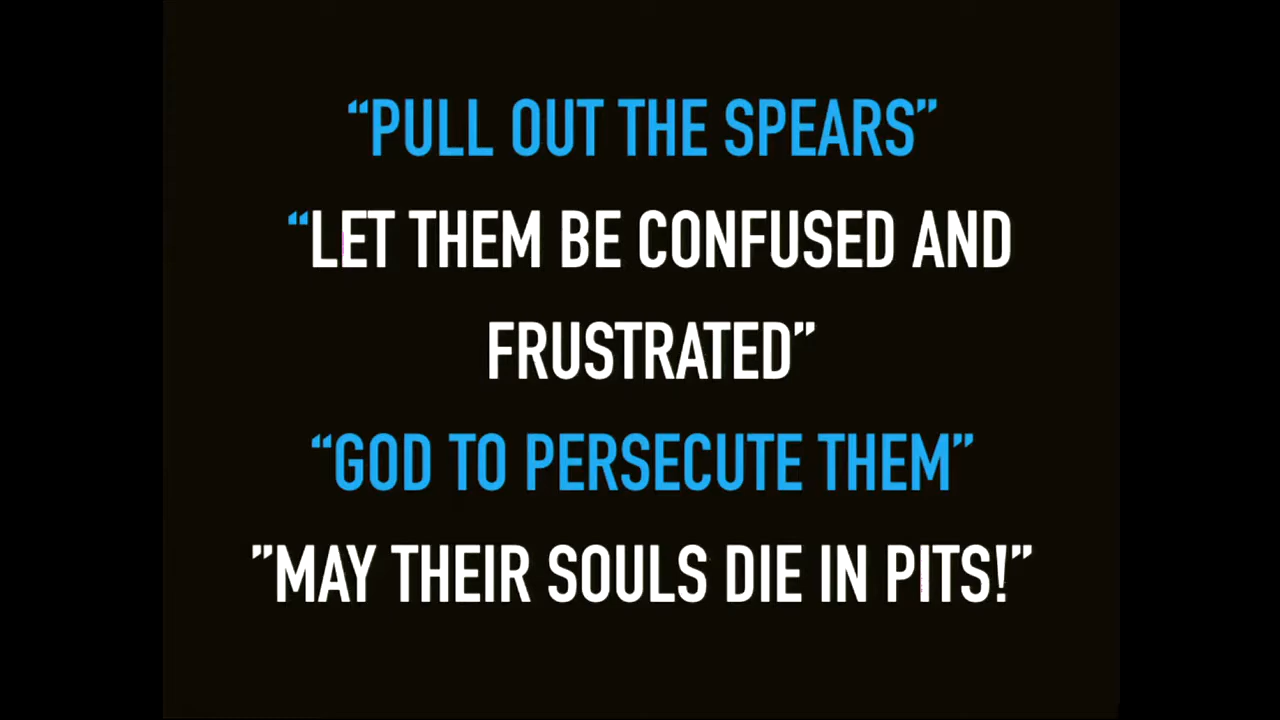 “PULL OUT THE SPEARS”
“LET THEM BE CONFUSED AND
FRUSTRATED”
“GOD TO PERSECUTE THEM”
”MAY THEIR SOULS DIE IN PITS!”